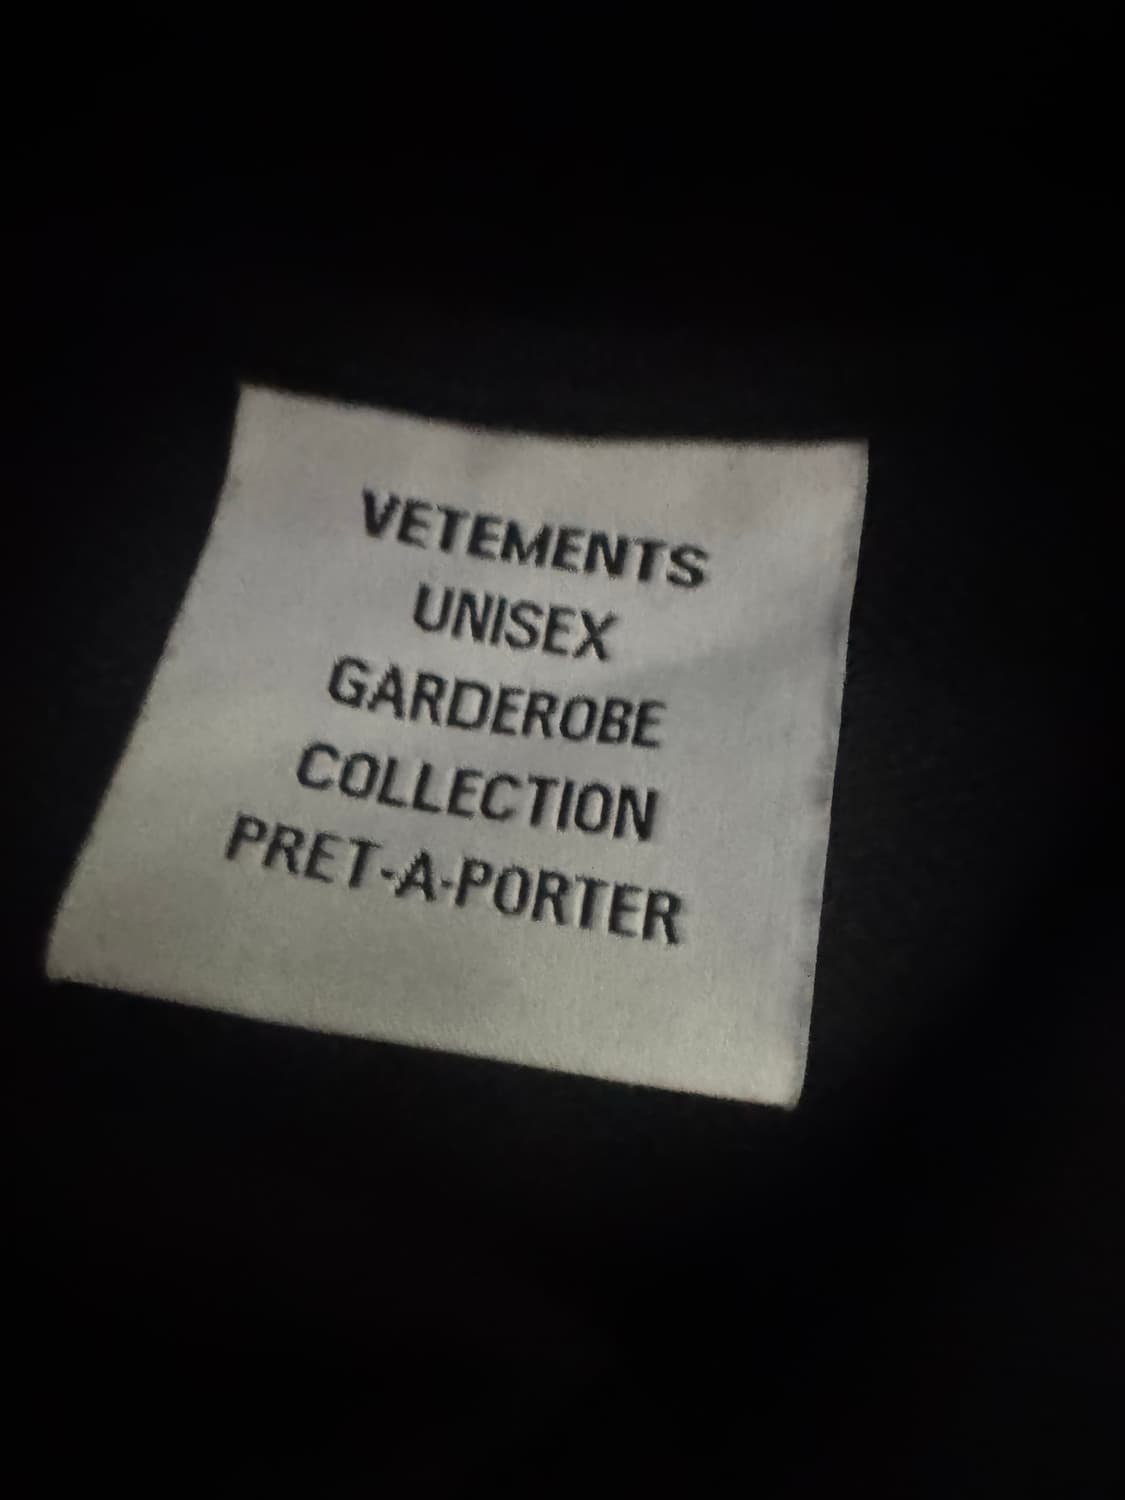 VETEMENTS
UNISEX
GARDEROBE
COLLECTION
PRET-A-PORTER